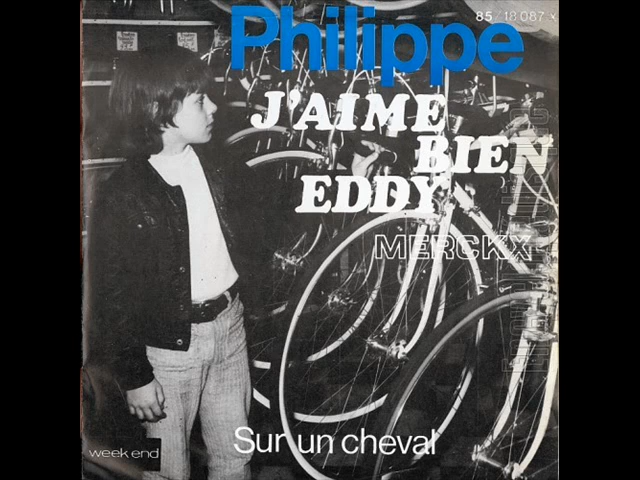 Philippe
85/18 087 x
J'AIME
BIEN
EDDY
MERCKX
Sur un cheval
week end